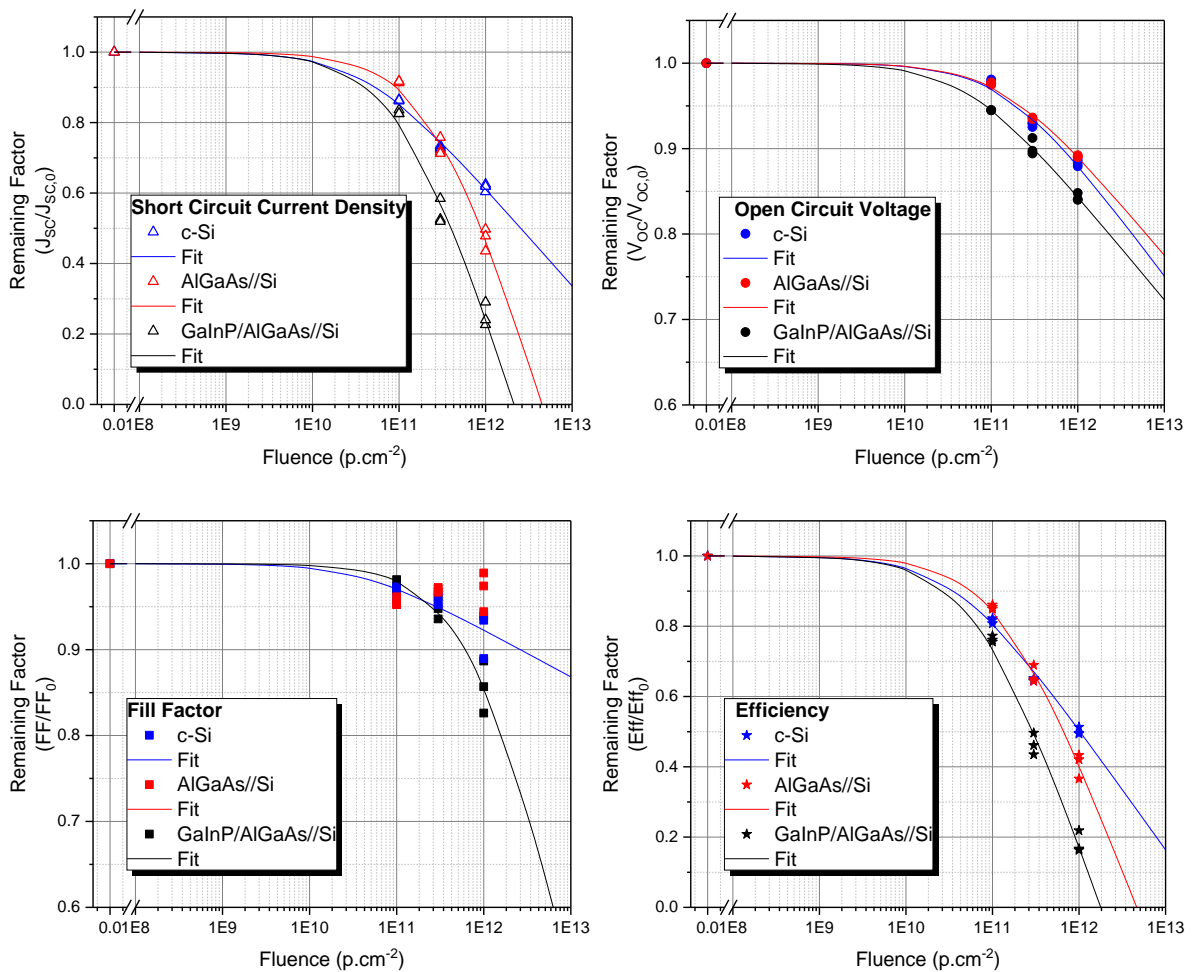 1.0
0.8
0.6
0.4
0.2
0.0
Remaining Factor
(J_SC/J_SC,0)
Short Circuit Current Density
c-Si
Fit
AlGaAs//Si
Fit
GaInP/AlGaAs//Si
Fit
0.01E8 1E9 1E10 1E11 1E12 1E13
Fluence (p.cm⁻²)
1.0
0.9
0.8
0.7
0.6
Remaining Factor
(V_OC/V_OC,0)
Open Circuit Voltage
c-Si
Fit
AlGaAs//Si
Fit
GaInP/AlGaAs//Si
Fit
0.01E8 1E9 1E10 1E11 1E12 1E13
Fluence (p.cm⁻²)
1.0
0.9
0.8
0.7
0.6
Remaining Factor
(FF/FF₀)
Fill Factor
c-Si
Fit
AlGaAs//Si
Fit
GaInP/AlGaAs//Si
Fit
0.01E8 1E9 1E10 1E11 1E12 1E13
Fluence (p.cm⁻²)
1.0
0.8
0.6
0.4
0.2
0.0
Remaining Factor
(Eff/Eff₀)
Efficiency
c-Si
Fit
AlGaAs//Si
Fit
GaInP/AlGaAs//Si
Fit
0.01E8 1E9 1E10 1E11 1E12 1E13
Fluence (p.cm⁻²)